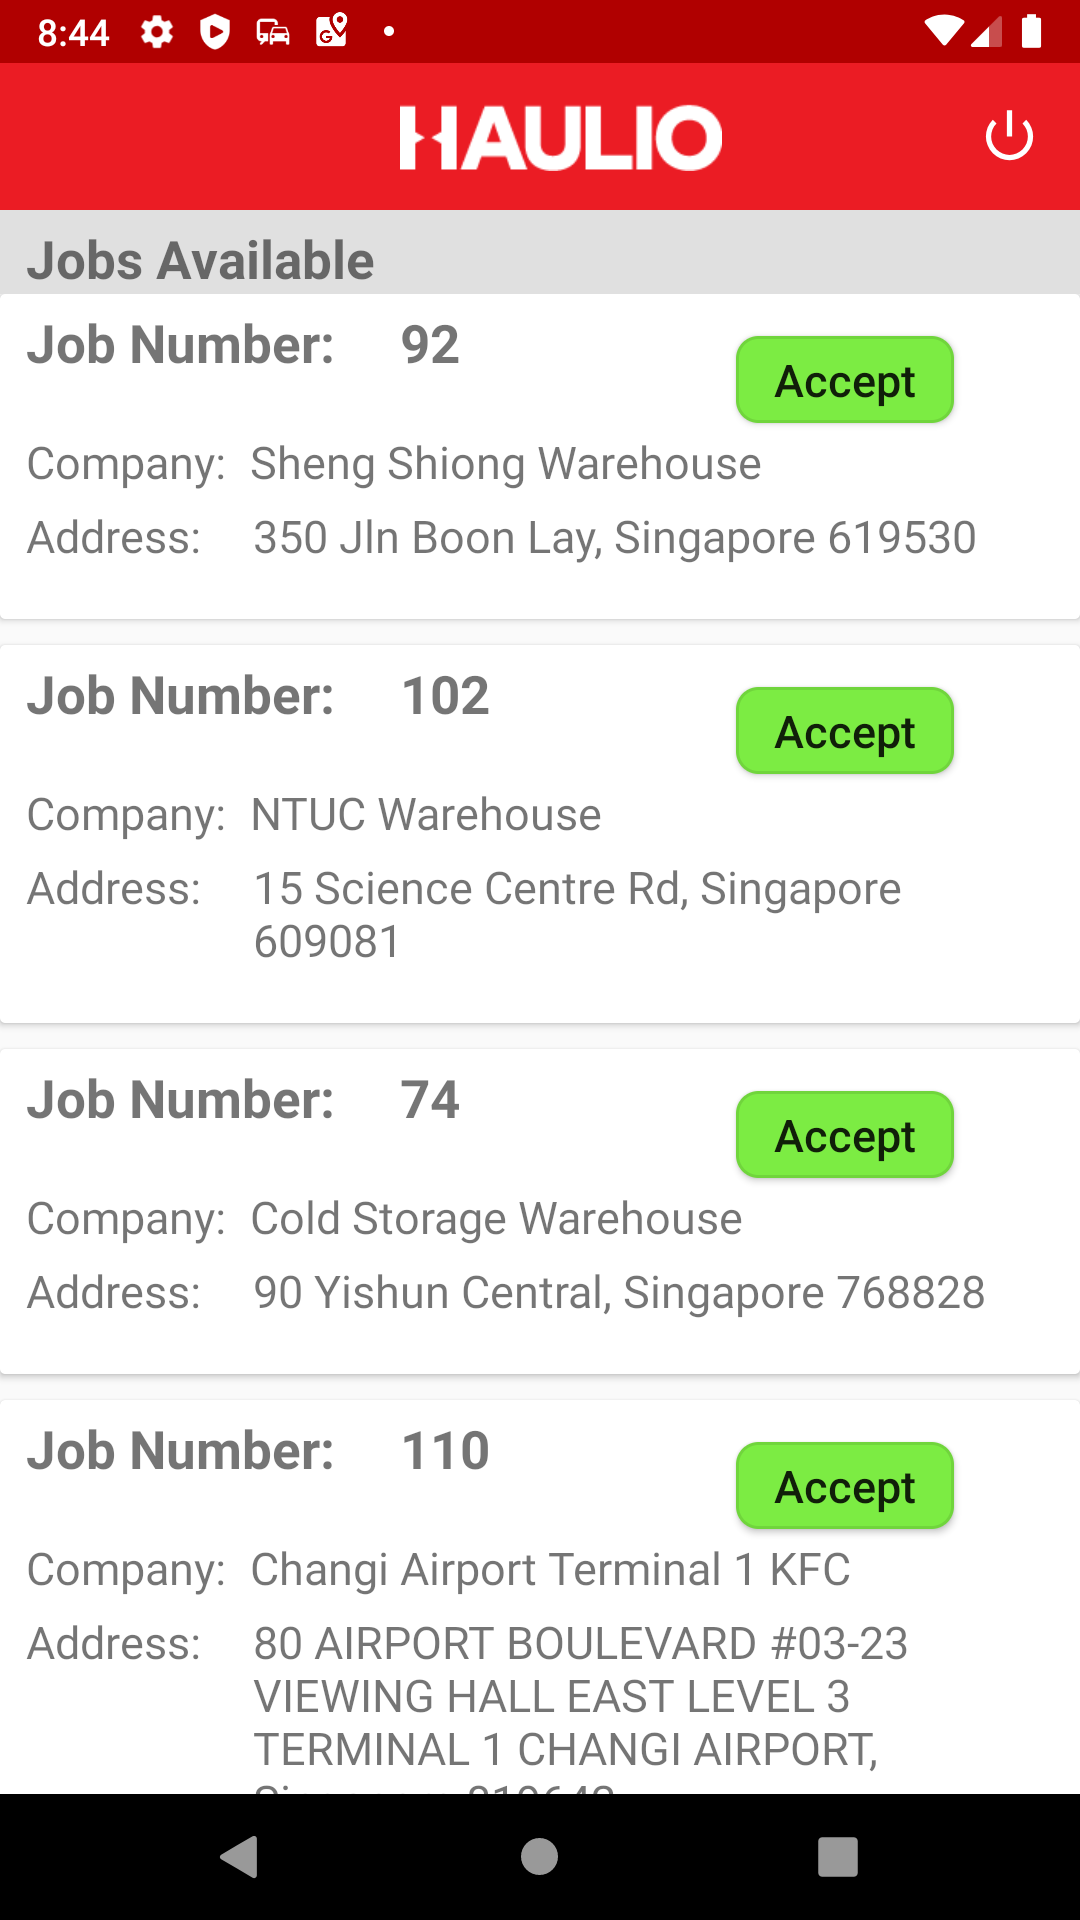 8:44
HAULIO
Jobs Available
Job Number: 92
Accept
Company: Sheng Shiong Warehouse
Address: 350 Jln Boon Lay, Singapore 619530
Job Number: 102
Accept
Company: NTUC Warehouse
Address: 15 Science Centre Rd, Singapore
609081
Job Number: 74
Accept
Company: Cold Storage Warehouse
Address: 90 Yishun Central, Singapore 768828
Job Number: 110
Accept
Company: Changi Airport Terminal 1 KFC
Address: 80 AIRPORT BOULEVARD #03-23
VIEWING HALL EAST LEVEL 3
TERMINAL 1 CHANGI AIRPORT,